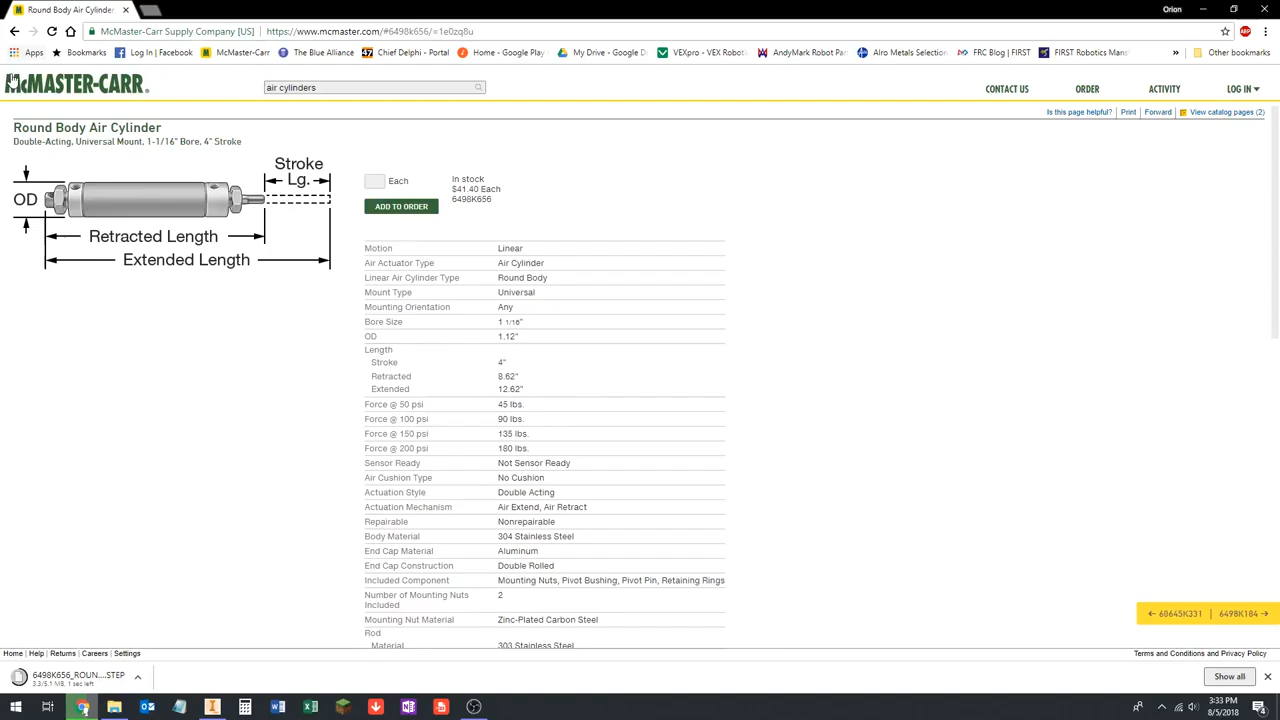 Round Body Air Cylinder
Orion
McMaster-Carr Supply Company [US]
https://www.mcmaster.com/#6498k656/=1e0zq8u
Apps
Bookmarks
Log In | Facebook
McMaster-Carr
The Blue Alliance
Chief Delphi - Portal
Home - Google Play
My Drive - Google D
VEXpro - VEX Robot
AndyMark Robot Par
Alro Metals Selection
FRC Blog | FIRST
FIRST Robotics Mans
»
Other bookmarks
McMASTER-CARR®
air cylinders
CONTACT US
ORDER
ACTIVITY
LOG IN
Is this page helpful?
Print
Forward
View catalog pages (2)
Round Body Air Cylinder
Double-Acting, Universal Mount, 1-1/16" Bore, 4" Stroke
Stroke
Lg.
OD
Retracted Length
Extended Length
Each
In stock
$41.40 Each
6498K656
ADD TO ORDER
Motion Linear
Air Actuator Type Air Cylinder
Linear Air Cylinder Type Round Body
Mount Type Universal
Mounting Orientation Any
Bore Size 1 1/16"
OD 1.12"
Length
Stroke 4"
Retracted 8.62"
Extended 12.62"
Force @ 50 psi 45 lbs.
Force @ 100 psi 90 lbs.
Force @ 150 psi 135 lbs.
Force @ 200 psi 180 lbs.
Sensor Ready Not Sensor Ready
Air Cushion Type No Cushion
Actuation Style Double Acting
Actuation Mechanism Air Extend, Air Retract
Repairable Nonrepairable
Body Material 304 Stainless Steel
End Cap Material Aluminum
End Cap Construction Double Rolled
Included Component Mounting Nuts, Pivot Bushing, Pivot Pin, Retaining Rings
Number of Mounting Nuts 2
Included
Mounting Nut Material Zinc-Plated Carbon Steel
Rod
Material 303 Stainless Steel
60645K331 | 6498K184
Home | Help | Returns | Careers | Settings
Terms and Conditions and Privacy Policy
6498K656_ROUN....STEP
3.3/5.1 MB, 1 sec left
Show all
3:33 PM
8/5/2018
4